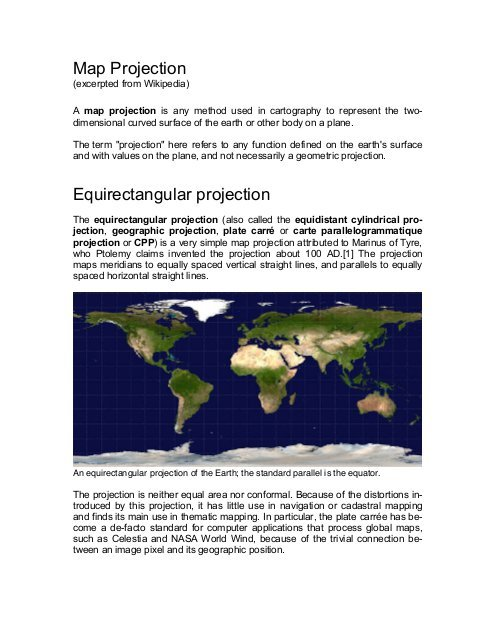 Map Projection
(excerpted from Wikipedia)
A map projection is any method used in cartography to represent the two-
dimensional curved surface of the earth or other body on a plane.
The term "projection" here refers to any function defined on the earth's surface
and with values on the plane, and not necessarily a geometric projection.
Equirectangular projection
The equirectangular projection (also called the equidistant cylindrical pro-
jection, geographic projection, plate carré or carte parallelogrammatique
projection or CPP) is a very simple map projection attributed to Marinus of Tyre,
who Ptolemy claims invented the projection about 100 AD.[1] The projection
maps meridians to equally spaced vertical straight lines, and parallels to equally
spaced horizontal straight lines.
An equirectangular projection of the Earth; the standard parallel is the equator.
The projection is neither equal area nor conformal. Because of the distortions in-
troduced by this projection, it has little use in navigation or cadastral mapping
and finds its main use in thematic mapping. In particular, the plate carrée has be-
come a de-facto standard for computer applications that process global maps,
such as Celestia and NASA World Wind, because of the trivial connection be-
tween an image pixel and its geographic position.